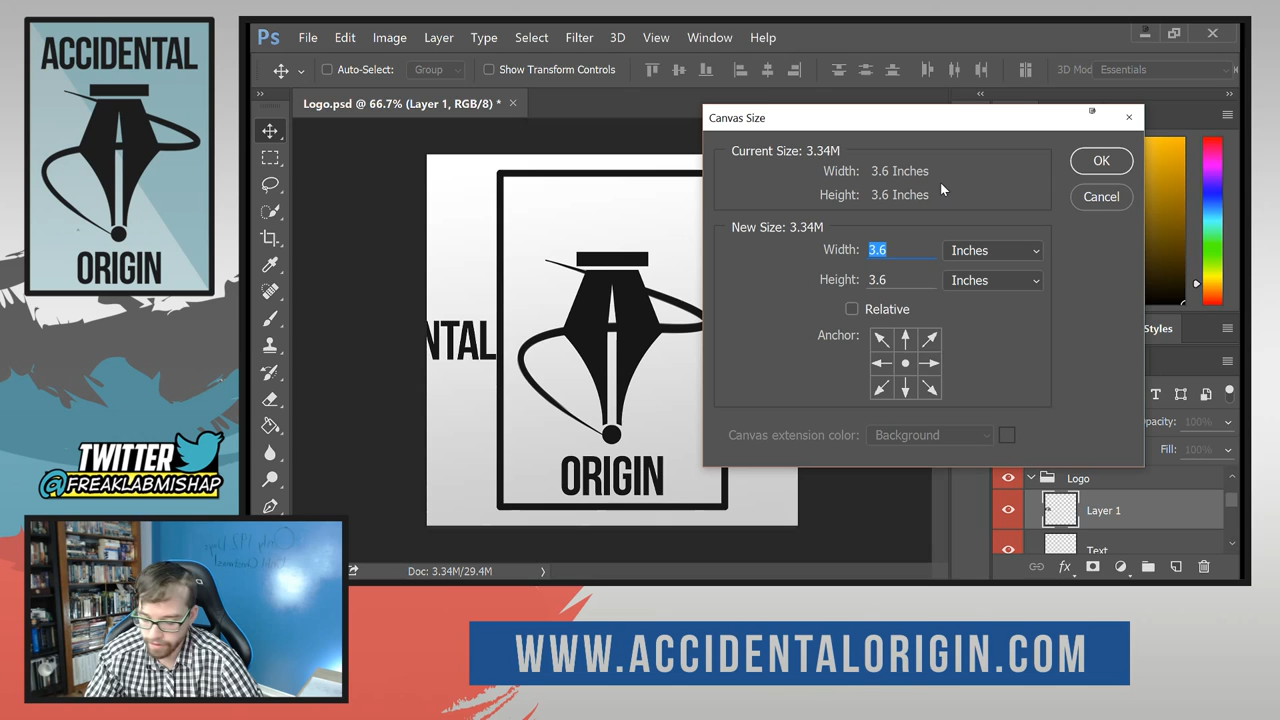 ACCIDENTAL
ORIGIN
TWITTER
@FREAKLABMISHAP
Ps File Edit Image Layer Type Select Filter 3D View Window Help
Auto-Select: Group Show Transform Controls 3D Mod Essentials
Logo.psd @ 66.7% (Layer 1, RGB/8) *
NTAL
ORIGIN
Canvas Size
Current Size: 3.34M
Width: 3.6 Inches
Height: 3.6 Inches
OK
Cancel
New Size: 3.34M
Width: 3.6 Inches
Height: 3.6 Inches
Relative
Anchor:
Canvas extension color: Background
Styles
pacity: 100%
Fill: 100%
Logo
Layer 1
Text
fx
Doc: 3.34M/29.4M
WWW.ACCIDENTALORIGIN.COM